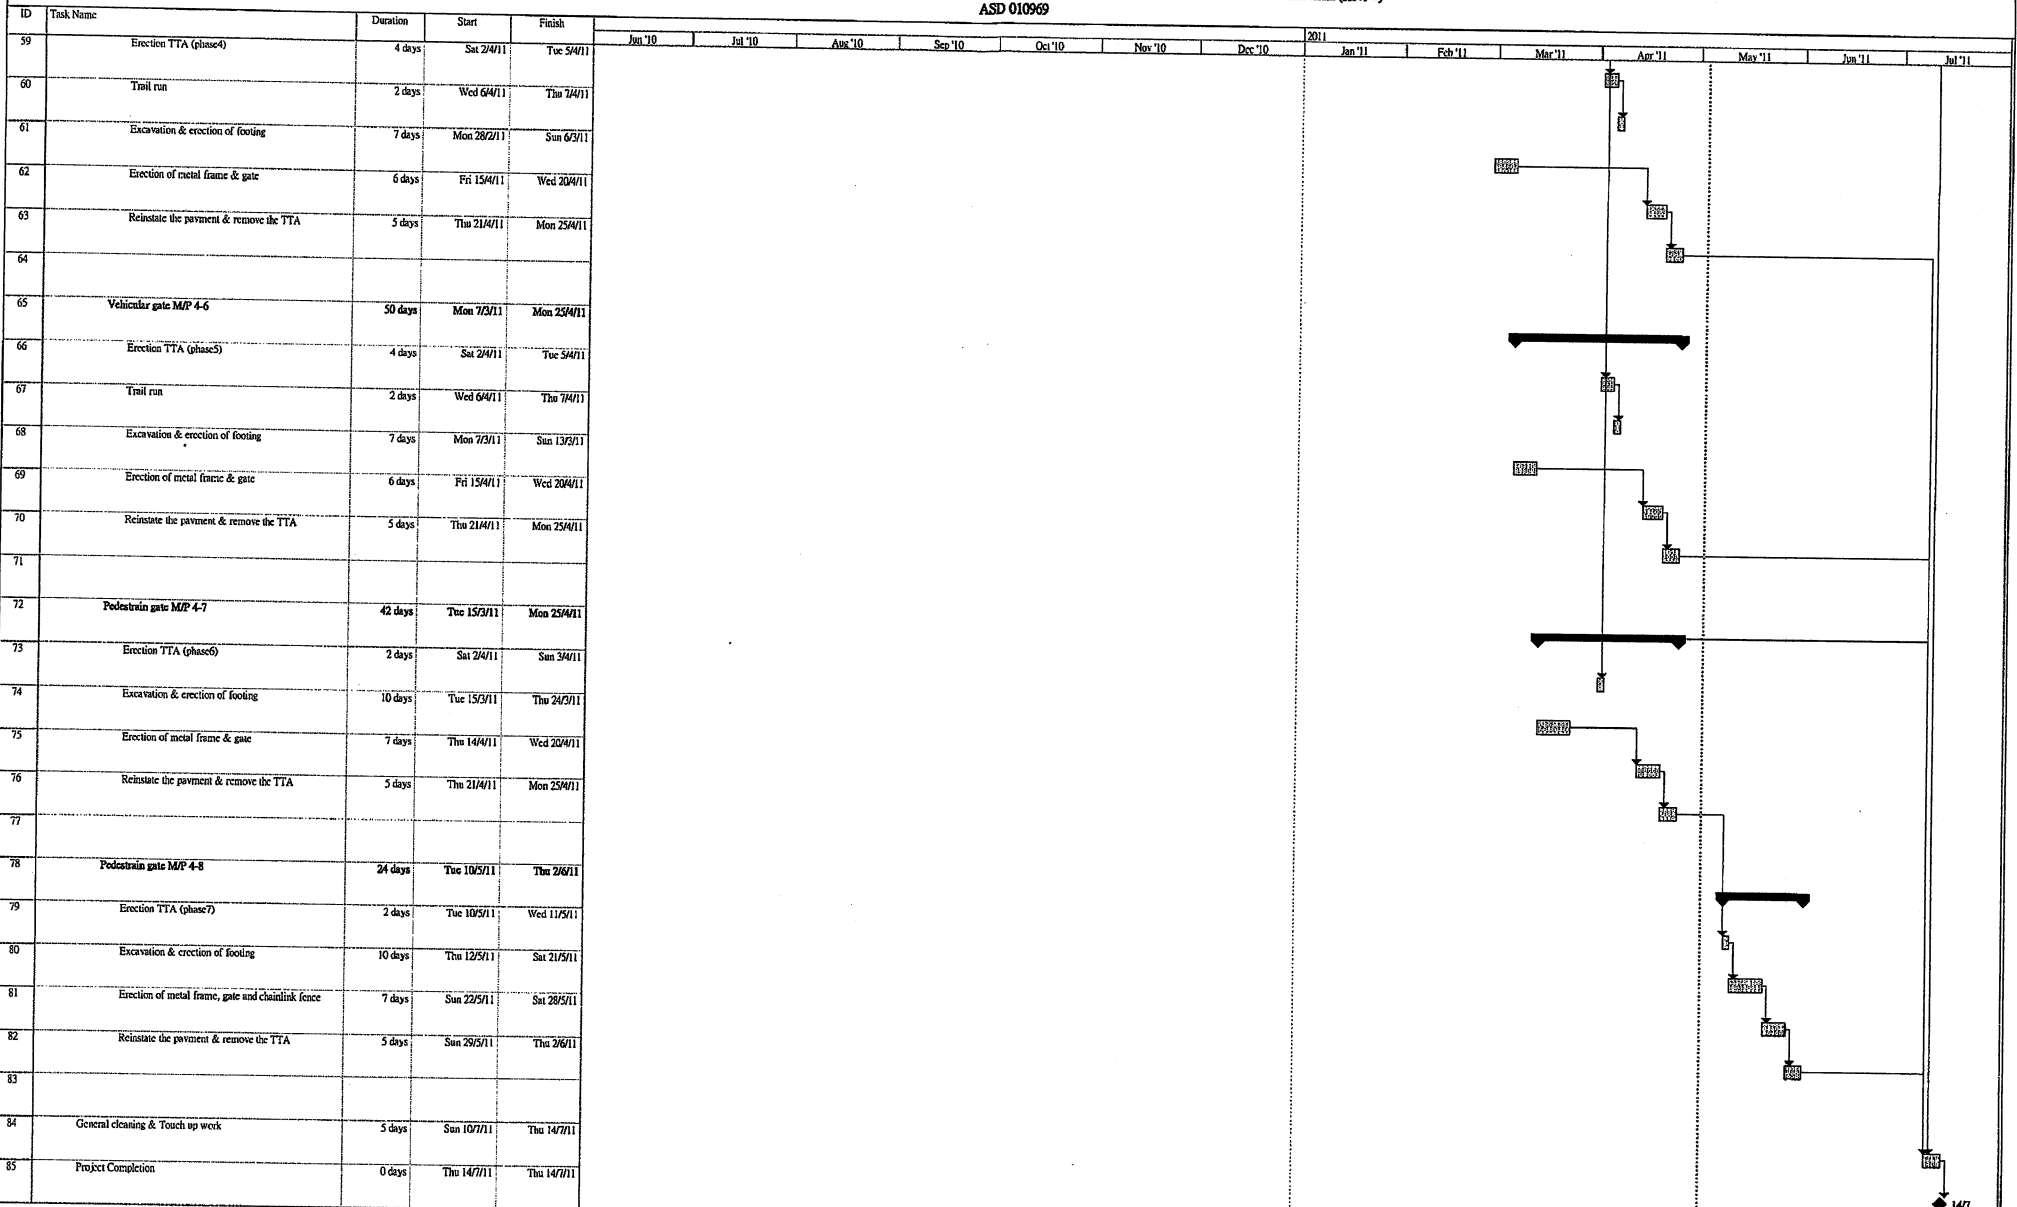 ASD 010969
ID Task Name Duration Start Finish
2011
Jun '10 Jul '10 Aug '10 Sep '10 Oct '10 Nov '10 Dec '10 Jan '11 Feb '11 Mar '11 Apr '11 May '11 Jun '11 Jul '11
59 Erection TTA (phase4) 4 days Sat 2/4/11 Tue 5/4/11
60 Trail run 2 days Wed 6/4/11 Thu 7/4/11
61 Excavation & erection of footing 7 days Mon 28/2/11 Sun 6/3/11
62 Erection of metal frame & gate 6 days Fri 15/4/11 Wed 20/4/11
63 Reinstate the pavment & remove the TTA 5 days Thu 21/4/11 Mon 25/4/11
64
65 Vehicular gate M/P 4-6 50 days Mon 7/3/11 Mon 25/4/11
66 Erection TTA (phase5) 4 days Sat 2/4/11 Tue 5/4/11
67 Trail run 2 days Wed 6/4/11 Thu 7/4/11
68 Excavation & erection of footing 7 days Mon 7/3/11 Sun 13/3/11
69 Erection of metal frame & gate 6 days Fri 15/4/11 Wed 20/4/11
70 Reinstate the pavment & remove the TTA 5 days Thu 21/4/11 Mon 25/4/11
71
72 Pedestrain gate M/P 4-7 42 days Tue 15/3/11 Mon 25/4/11
73 Erection TTA (phase6) 2 days Sat 2/4/11 Sun 3/4/11
74 Excavation & erection of footing 10 days Tue 15/3/11 Thu 24/3/11
75 Erection of metal frame & gate 7 days Thu 14/4/11 Wed 20/4/11
76 Reinstate the pavment & remove the TTA 5 days Thu 21/4/11 Mon 25/4/11
77
78 Pedestrain gate M/P 4-8 24 days Tue 10/5/11 Thu 2/6/11
79 Erection TTA (phase7) 2 days Tue 10/5/11 Wed 11/5/11
80 Excavation & erection of footing 10 days Thu 12/5/11 Sat 21/5/11
81 Erection of metal frame, gate and chainlink fence 7 days Sun 22/5/11 Sat 28/5/11
82 Reinstate the pavment & remove the TTA 5 days Sun 29/5/11 Thu 2/6/11
83
84 General cleaning & Touch up work 5 days Sun 10/7/11 Thu 14/7/11
85 Project Completion 0 days Thu 14/7/11 Thu 14/7/11
14/7